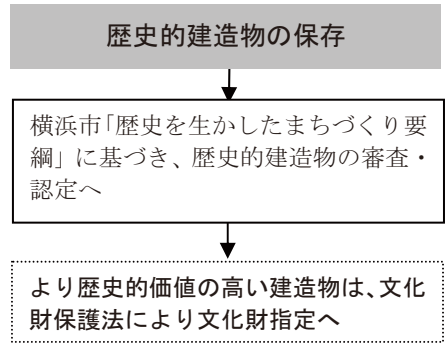 歴史的建造物の保存
横浜市「歴史を生かしたまちづくり要
綱」に基づき、歴史的建造物の審査・
認定へ
より歴史的価値の高い建造物は、文化
財保護法により文化財指定へ